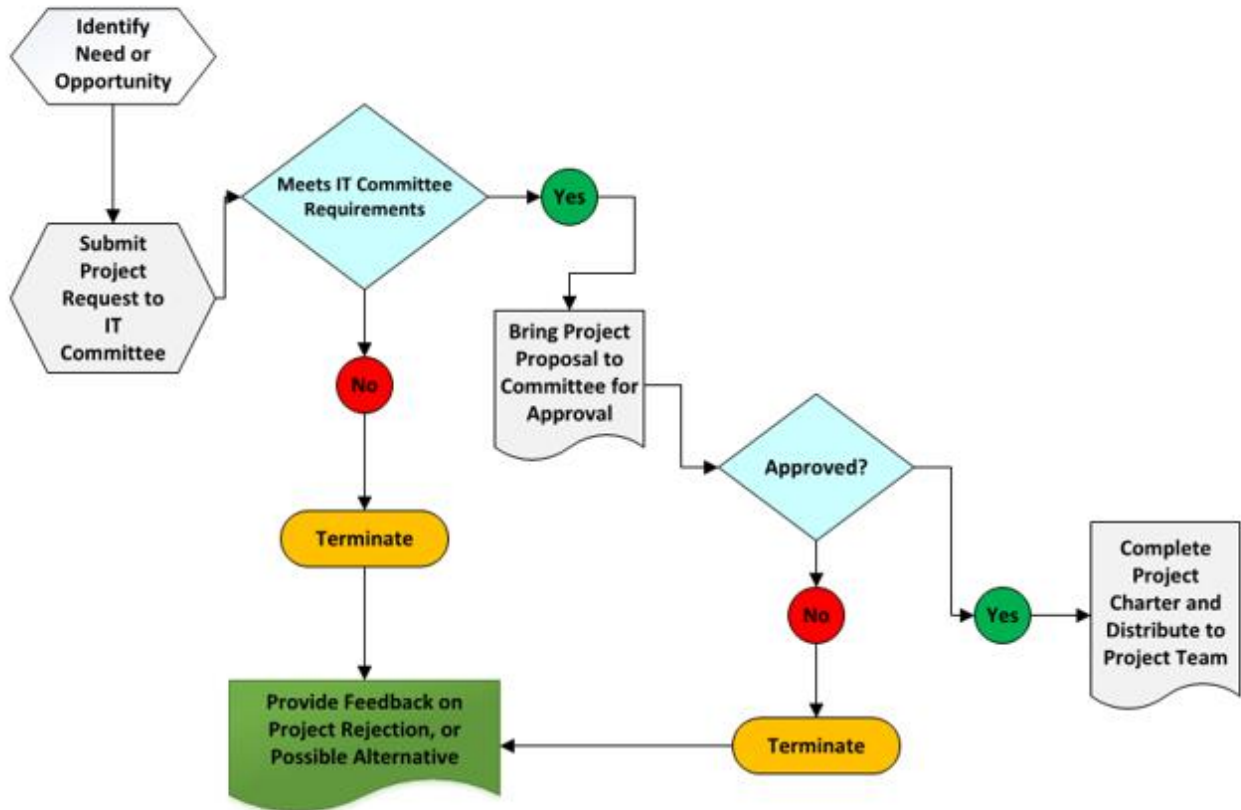 Identify
Need or
Opportunity
Submit
Project
Request to
IT
Committee
Meets IT Committee
Requirements
Yes
No
Bring Project
Proposal to
Committee for
Approval
Terminate
Approved?
No
Yes
Complete
Project
Charter and
Distribute to
Project Team
Terminate
Provide Feedback on
Project Rejection, or
Possible Alternative